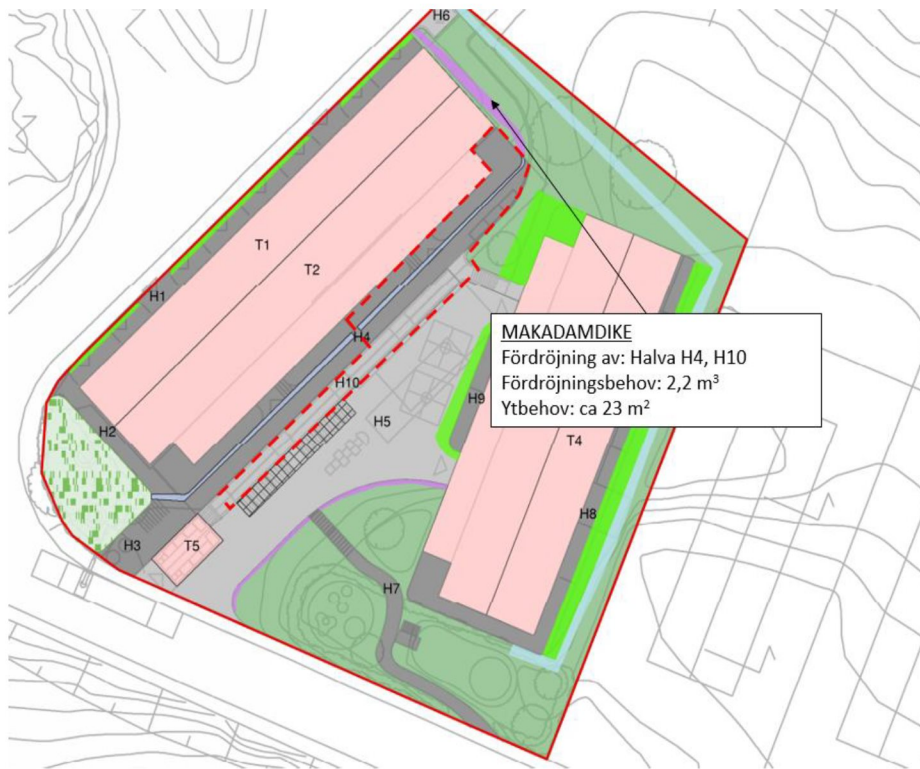 H6
T1
T2
H1
MAKADAMDIKE
Fördröjning av: Halva H4, H10
Fördröjningsbehov: 2,2 m³
Ytbehov: ca 23 m²
H4
H10
H9
H5
H2
T4
H8
H3
T5
H7